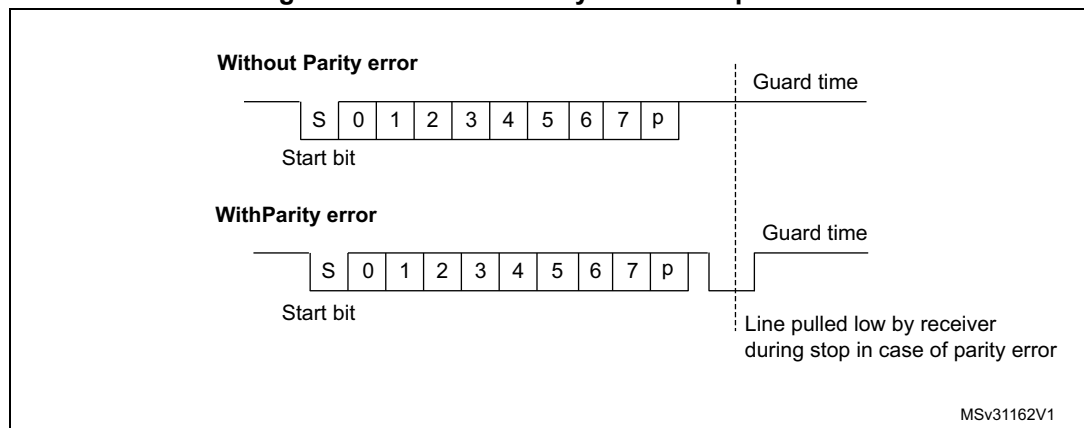 Without Parity error
Guard time
S 0 1 2 3 4 5 6 7 p
Start bit
WithParity error
Guard time
S 0 1 2 3 4 5 6 7 p
Start bit
Line pulled low by receiver
during stop in case of parity error
MSv31162V1